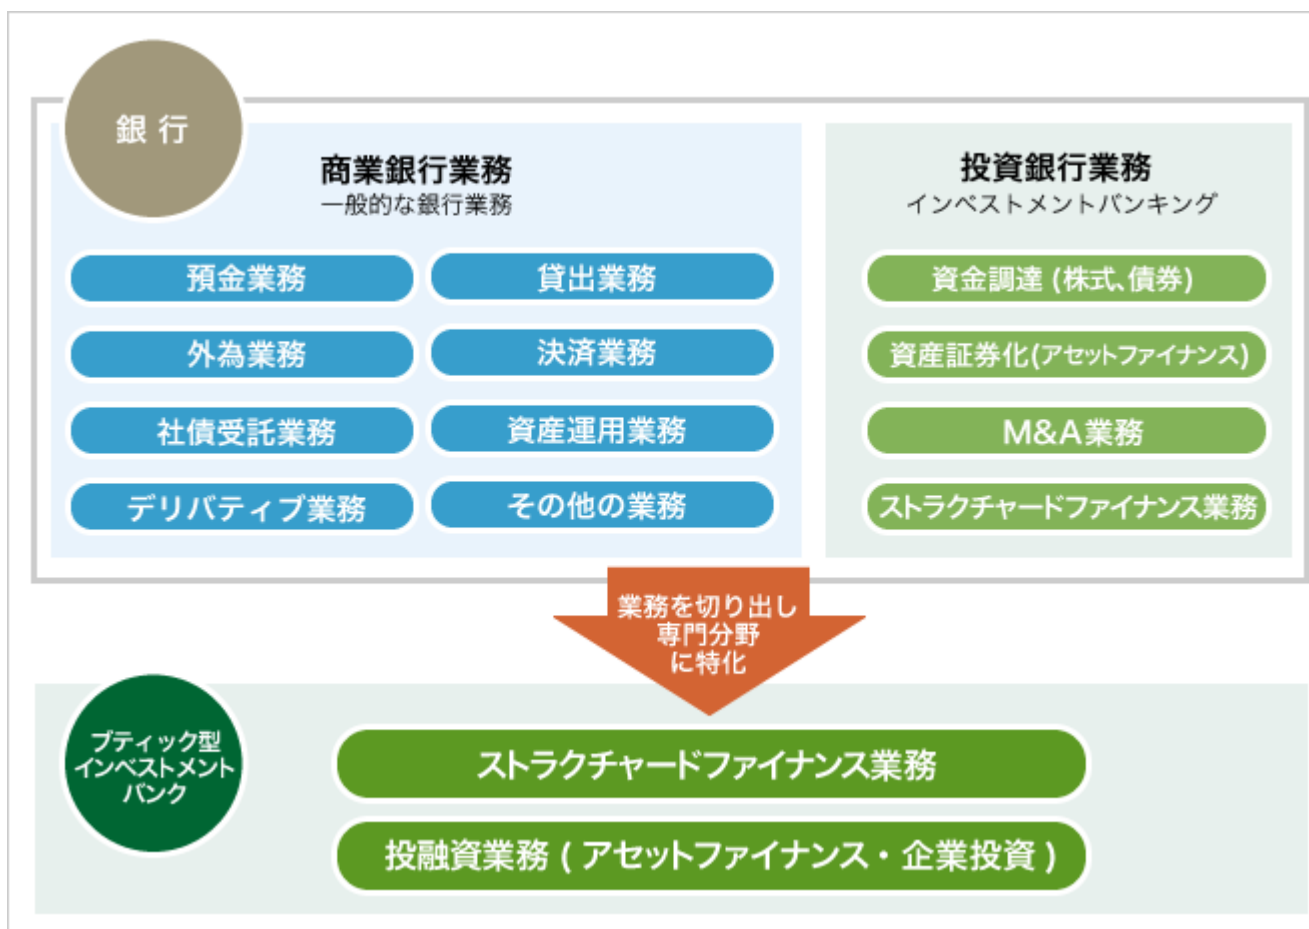 銀行
商業銀行業務
一般的な銀行業務
預金業務
貸出業務
外為業務
決済業務
社債受託業務
資産運用業務
デリバティブ業務
その他の業務
投資銀行業務
インベストメントバンキング
資金調達 (株式、債券)
資産証券化(アセットファイナンス)
M&A業務
ストラクチャードファイナンス業務
業務を切り出し
専門分野
に特化
ブティック型
インベストメント
バンク
ストラクチャードファイナンス業務
投融資業務 ( アセットファイナンス・企業投資 )